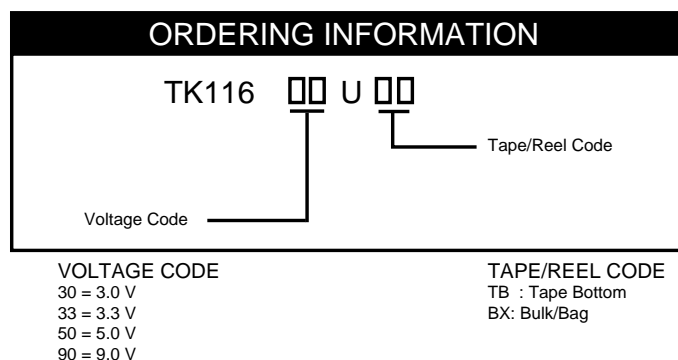 ORDERING INFORMATION
TK116 □□ U □□
Tape/Reel Code
Voltage Code
VOLTAGE CODE
30 = 3.0 V
33 = 3.3 V
50 = 5.0 V
90 = 9.0 V
TAPE/REEL CODE
TB : Tape Bottom
BX: Bulk/Bag